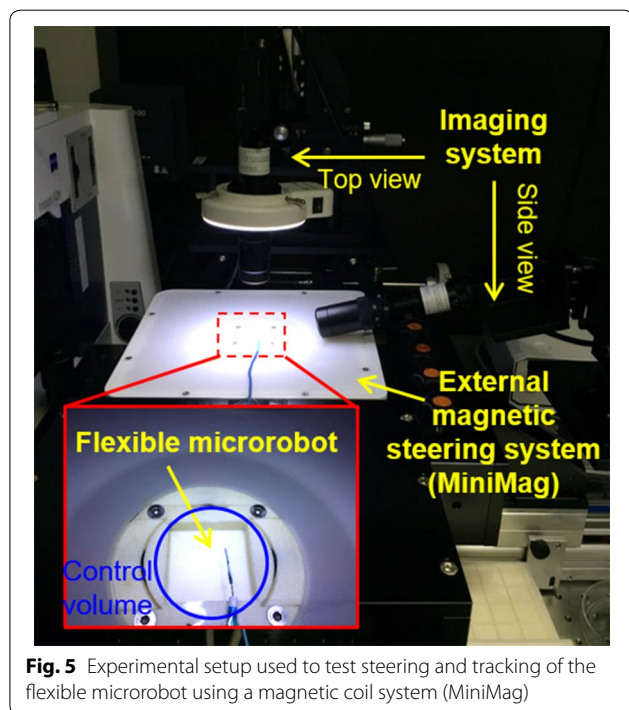 Imaging
system
Top view
Side view
External
magnetic
steering system
(MiniMag)
Flexible microrobot
Control
volume
Fig. 5 Experimental setup used to test steering and tracking of the
flexible microrobot using a magnetic coil system (MiniMag)